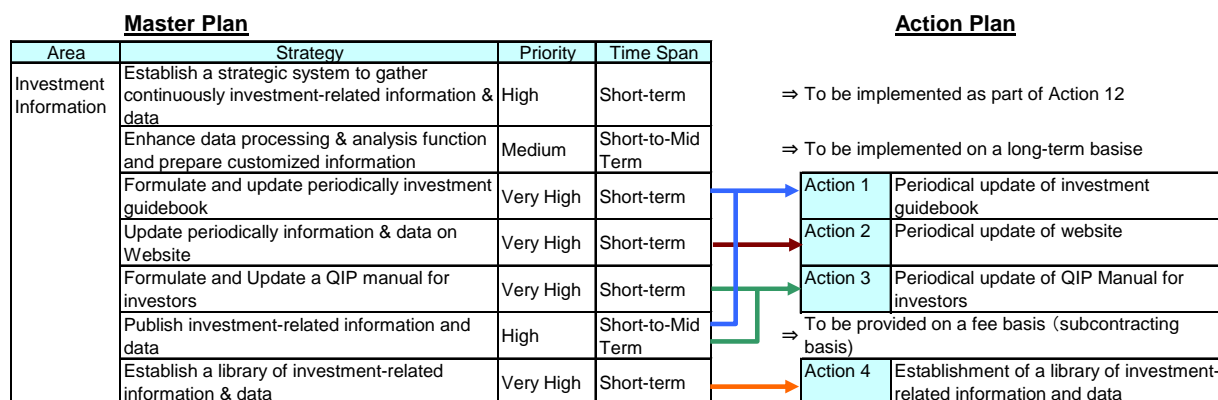 Master Plan
Action Plan
Area Strategy Priority Time Span
Investment
Information
Establish a strategic system to gather
continuously investment-related information &
data
High
Short-term
⇒ To be implemented as part of Action 12
Enhance data processing & analysis function
and prepare customized information
Medium
Short-to-Mid
Term
⇒ To be implemented on a long-term basise
Formulate and update periodically investment
guidebook
Very High
Short-term
Action 1
Periodical update of investment
guidebook
Update periodically information & data on
Website
Very High
Short-term
Action 2
Periodical update of website
Formulate and Update a QIP manual for
investors
Very High
Short-term
Action 3
Periodical update of QIP Manual for
investors
Publish investment-related information and
data
High
Short-to-Mid
Term
⇒ To be provided on a fee basis (subcontracting
basis)
Establish a library of investment-related
information & data
Very High
Short-term
Action 4
Establishment of a library of investment-
related information and data